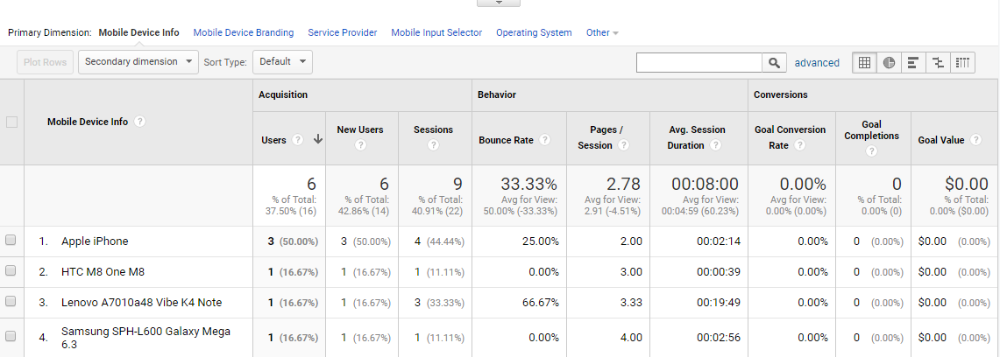 Primary Dimension: Mobile Device Info Mobile Device Branding Service Provider Mobile Input Selector Operating System Other
Plot Rows Secondary dimension Sort Type: Default advanced
Acquisition Behavior Conversions
Mobile Device Info ? Users ? New Users ? Sessions ? Bounce Rate ? Pages / Session ? Avg. Session Duration ? Goal Conversion Rate ? Goal Completions ? Goal Value ?
6 6 9 33.33% 2.78 00:08:00 0.00% 0 $0.00
% of Total: % of Total: % of Total: Avg for View: Avg for View: Avg for View: Avg for View: % of Total: % of Total:
37.50% (16) 42.86% (14) 40.91% (22) 50.00% (-33.33%) 2.91 (-4.51%) 00:04:59 (60.23%) 0.00% (0.00%) 0.00% (0) 0.00% ($0.00)
1. Apple iPhone 3 (50.00%) 3 (50.00%) 4 (44.44%) 25.00% 2.00 00:02:14 0.00% 0 (0.00%) $0.00 (0.00%)
2. HTC M8 One M8 1 (16.67%) 1 (16.67%) 1 (11.11%) 0.00% 3.00 00:00:39 0.00% 0 (0.00%) $0.00 (0.00%)
3. Lenovo A7010a48 Vibe K4 Note 1 (16.67%) 1 (16.67%) 3 (33.33%) 66.67% 3.33 00:19:49 0.00% 0 (0.00%) $0.00 (0.00%)
4. Samsung SPH-L600 Galaxy Mega 6.3 1 (16.67%) 1 (16.67%) 1 (11.11%) 0.00% 4.00 00:02:56 0.00% 0 (0.00%) $0.00 (0.00%)